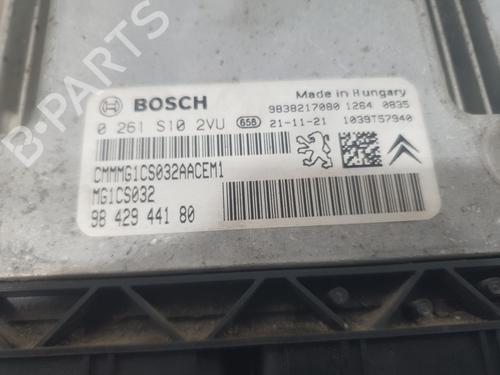 BOSCH
Made in Hungary
9838217080 1264 0835
0 261 S10 2VU 658 21-11-21 1039T57940
CMMMG1CS032AACEM1
MG1CS032
98 429 441 80
B-PARTS